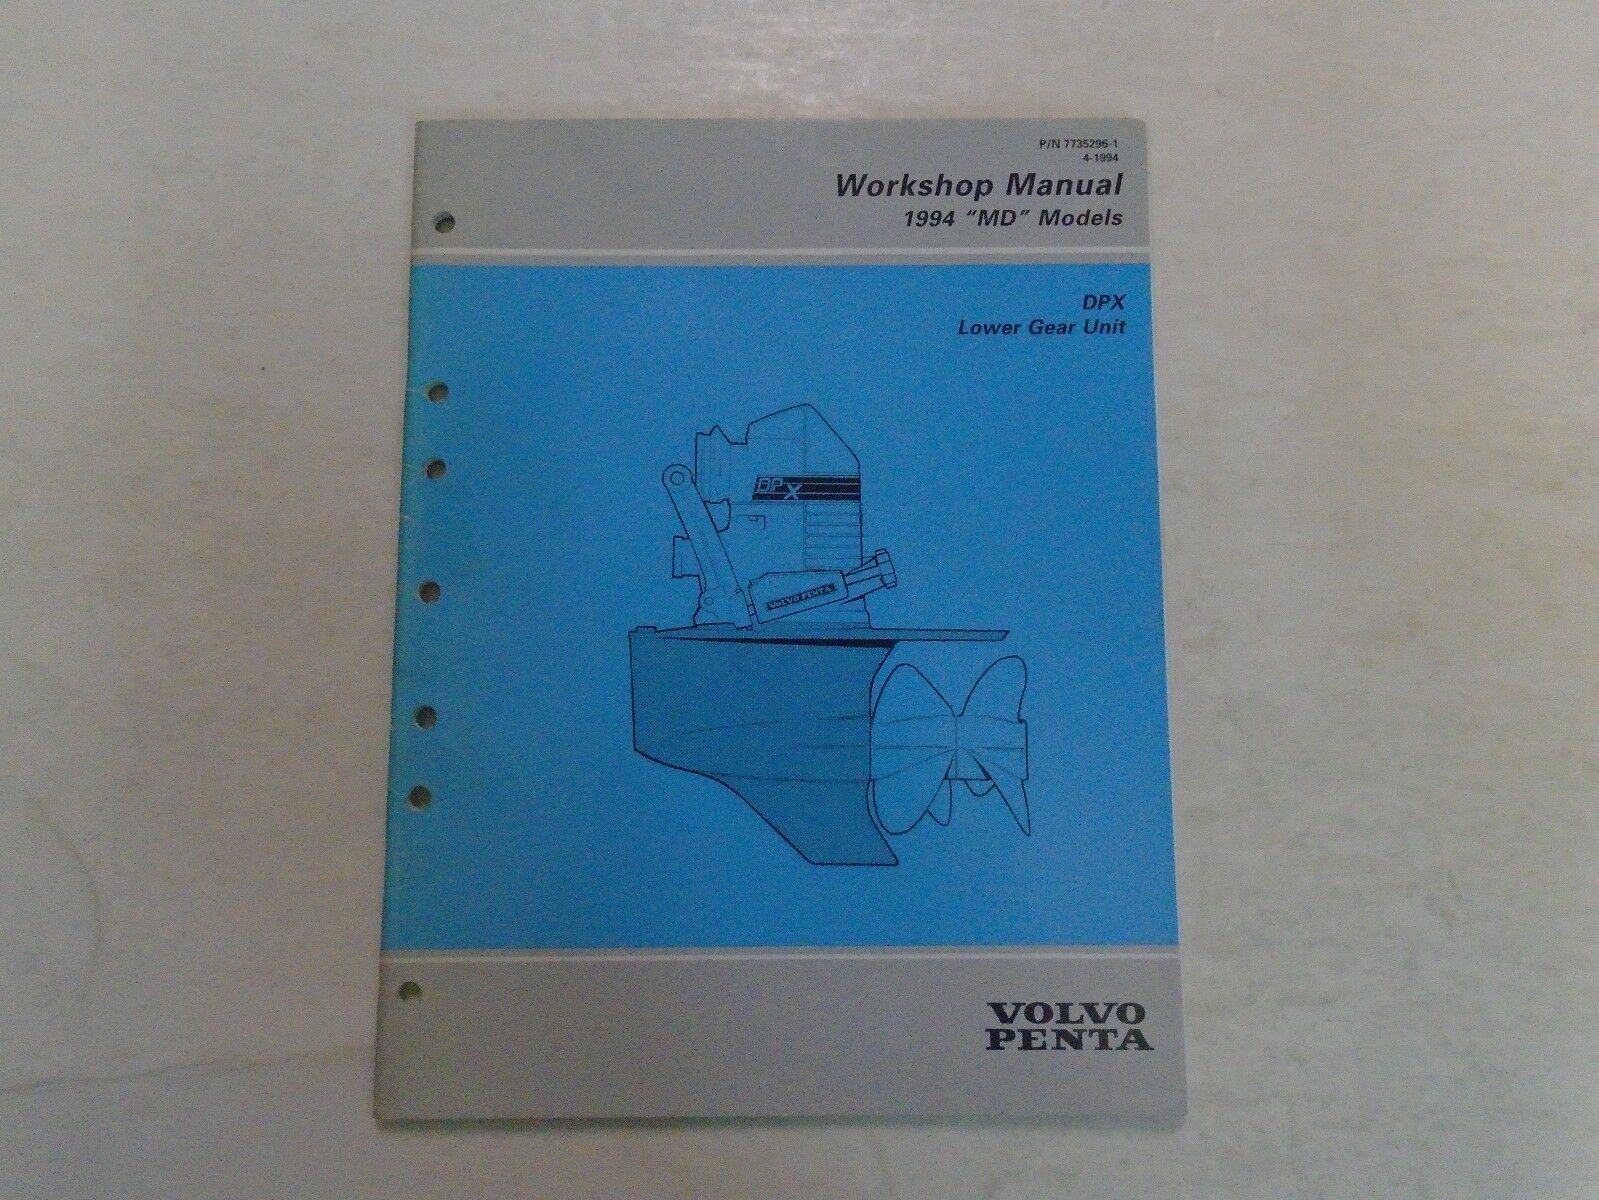 P/N 7735296-1
4-1994
Workshop Manual
1994 “MD” Models
DPX
Lower Gear Unit
DPX
VOLVO PENTA
VOLVO
PENTA